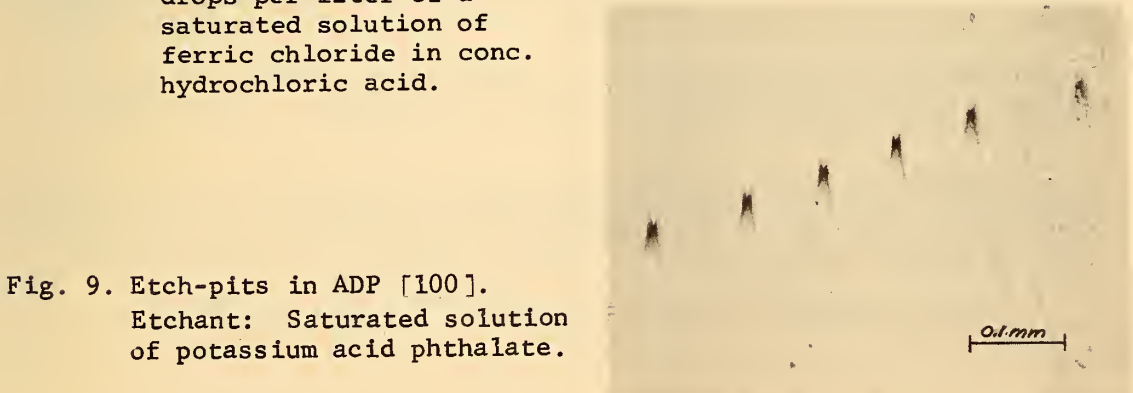 drops per liter of a
saturated solution of
ferric chloride in conc.
hydrochloric acid.
Fig. 9. Etch-pits in ADP [100].
Etchant: Saturated solution
of potassium acid phthalate.
0.1 mm